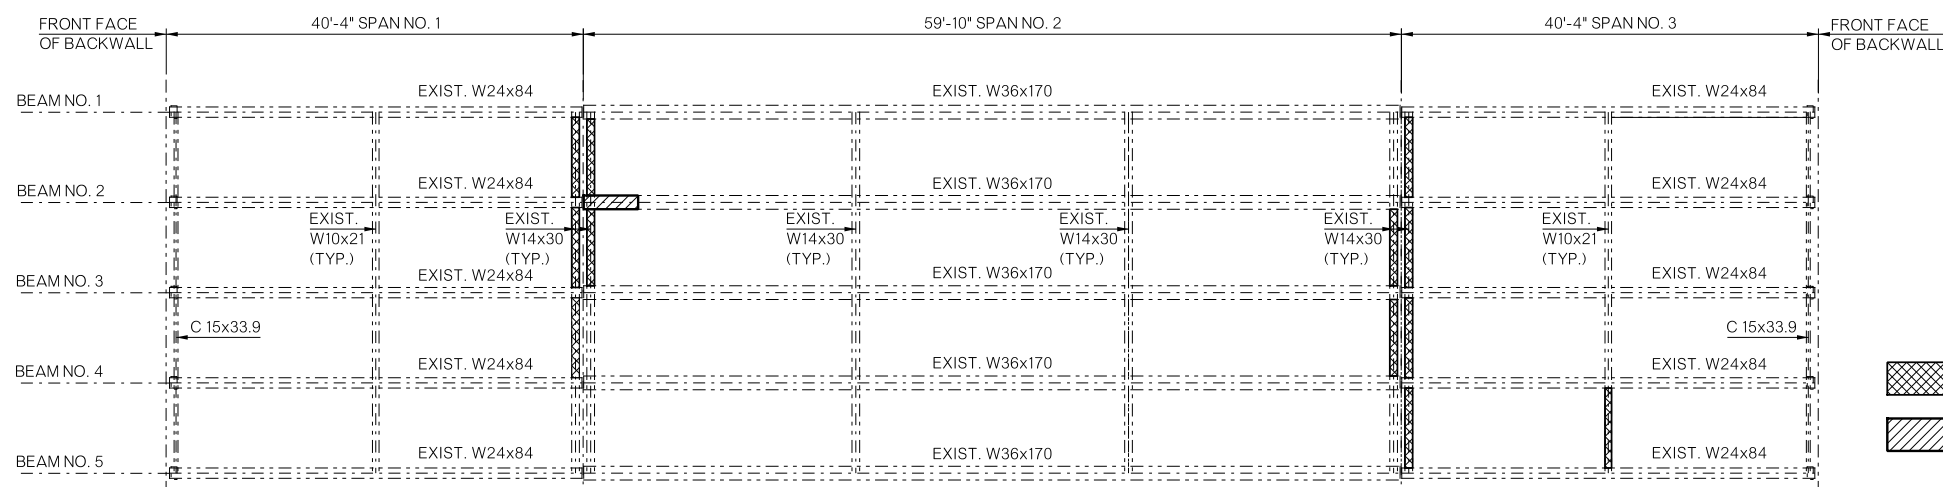 FRONT FACE
OF BACKWALL
40'-4" SPAN NO. 1
59'-10" SPAN NO. 2
40'-4" SPAN NO. 3
FRONT FACE
OF BACKWALL
BEAM NO. 1
EXIST. W24x84
EXIST. W36x170
EXIST. W24x84
BEAM NO. 2
EXIST. W24x84
EXIST. W36x170
EXIST. W24x84
EXIST.
W10x21
(TYP.)
EXIST.
W14x30
(TYP.)
EXIST.
W14x30
(TYP.)
EXIST.
W14x30
(TYP.)
EXIST.
W14x30
(TYP.)
EXIST.
W10x21
(TYP.)
BEAM NO. 3
EXIST. W24x84
EXIST. W36x170
EXIST. W24x84
C 15x33.9
C 15x33.9
BEAM NO. 4
EXIST. W24x84
EXIST. W36x170
EXIST. W24x84
BEAM NO. 5
EXIST. W24x84
EXIST. W36x170
EXIST. W24x84